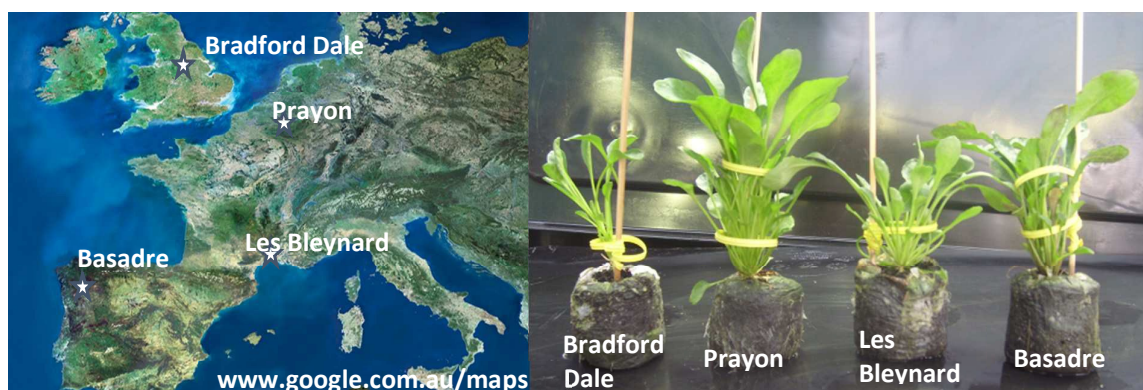 Bradford Dale
Prayon
Les Bleynard
Basadre
www.google.com.au/maps
Bradford
Dale
Prayon
Les
Bleynard
Basadre